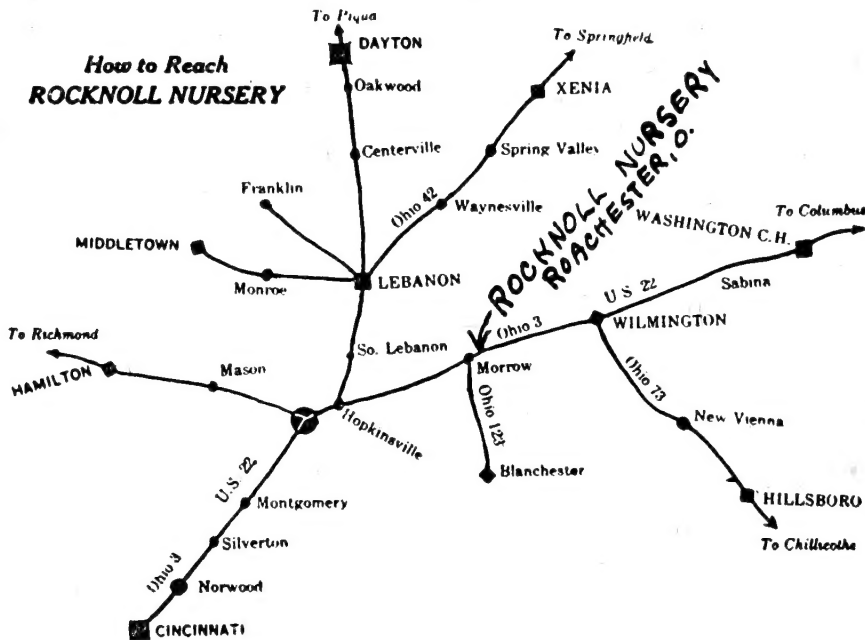 How to Reach
ROCKNOLL NURSERY
To Piqua
DAYTON
Oakwood
Centerville
To Springfield
XENIA
Spring Valley
Ohio 42
Waynesville
Franklin
MIDDLETOWN
Monroe
LEBANON
So. Lebanon
ROCKNOLL NURSERY
ROACHESTER, O.
To Columbus
WASHINGTON C.H.
Sabina
U S 22
WILMINGTON
Ohio 3
Morrow
Ohio 123
Blanchester
Ohio 73
New Vienna
HILLSBORO
To Chillicothe
To Richmond
HAMILTON
Mason
Hopkinsville
U.S. 22
Montgomery
Silverton
Ohio 3
Norwood
CINCINNATI